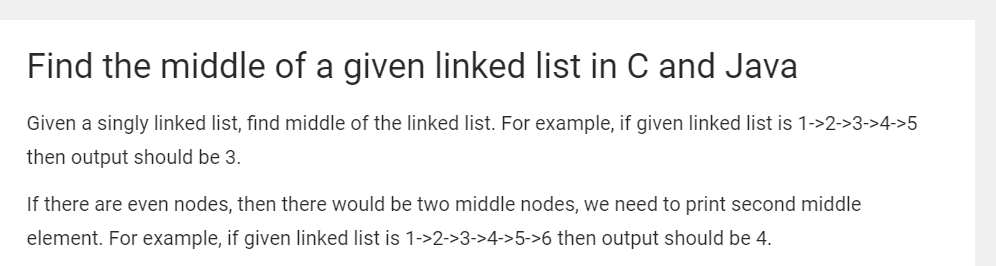 Find the middle of a given linked list in C and Java
Given a singly linked list, find middle of the linked list. For example, if given linked list is 1->2->3->4->5
then output should be 3.
If there are even nodes, then there would be two middle nodes, we need to print second middle
element. For example, if given linked list is 1->2->3->4->5->6 then output should be 4.